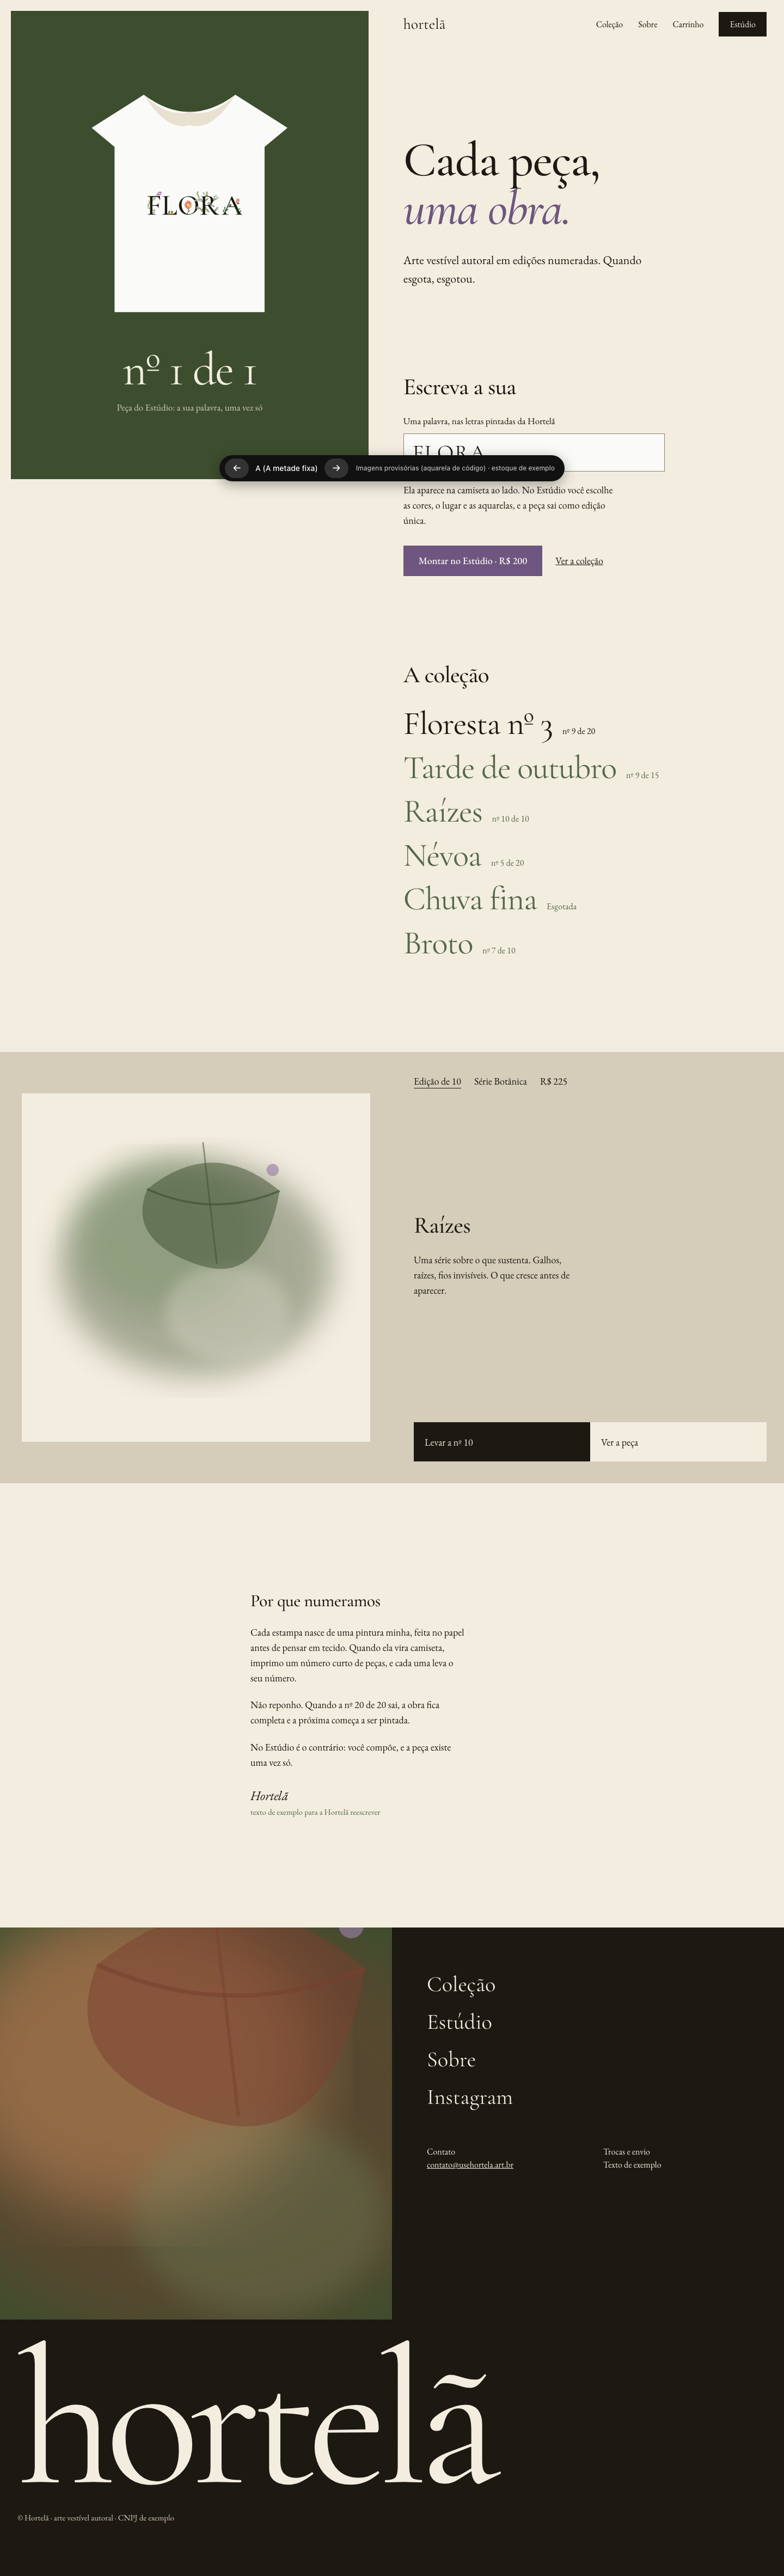 hortelã
Coleção
Sobre
Carrinho
Estúdio
FLORA
nº 1 de 1
Peça do Estúdio: a sua palavra, uma vez só
Cada peça,
uma obra.
Arte vestível autoral em edições numeradas. Quando
esgota, esgotou.
Escreva a sua
Uma palavra, nas letras pintadas da Hortelã
FLORA
A (A metade fixa)
Imagens provisórias (aquarela de código) · estoque de exemplo
Ela aparece na camiseta ao lado. No Estúdio você escolhe
as cores, o lugar e as aquarelas, e a peça sai como edição
única.
Montar no Estúdio · R$ 200
Ver a coleção
A coleção
Floresta nº 3 nº 9 de 20
Tarde de outubro nº 9 de 15
Raízes nº 10 de 10
Névoa nº 5 de 20
Chuva fina Esgotada
Broto nº 7 de 10
Edição de 10
Série Botânica
R$ 225
Raízes
Uma série sobre o que sustenta. Galhos,
raízes, fios invisíveis. O que cresce antes de
aparecer.
Levar a nº 10
Ver a peça
Por que numeramos
Cada estampa nasce de uma pintura minha, feita no papel
antes de pensar em tecido. Quando ela vira camiseta,
imprimo um número curto de peças, e cada uma leva o
seu número.
Não reponho. Quando a nº 20 de 20 sai, a obra fica
completa e a próxima começa a ser pintada.
No Estúdio é o contrário: você compõe, e a peça existe
uma vez só.
Hortelã
texto de exemplo para a Hortelã reescrever
Coleção
Estúdio
Sobre
Instagram
Contato
contato@usehortela.art.br
Trocas e envio
Texto de exemplo
hortelã
© Hortelã · arte vestível autoral · CNPJ de exemplo